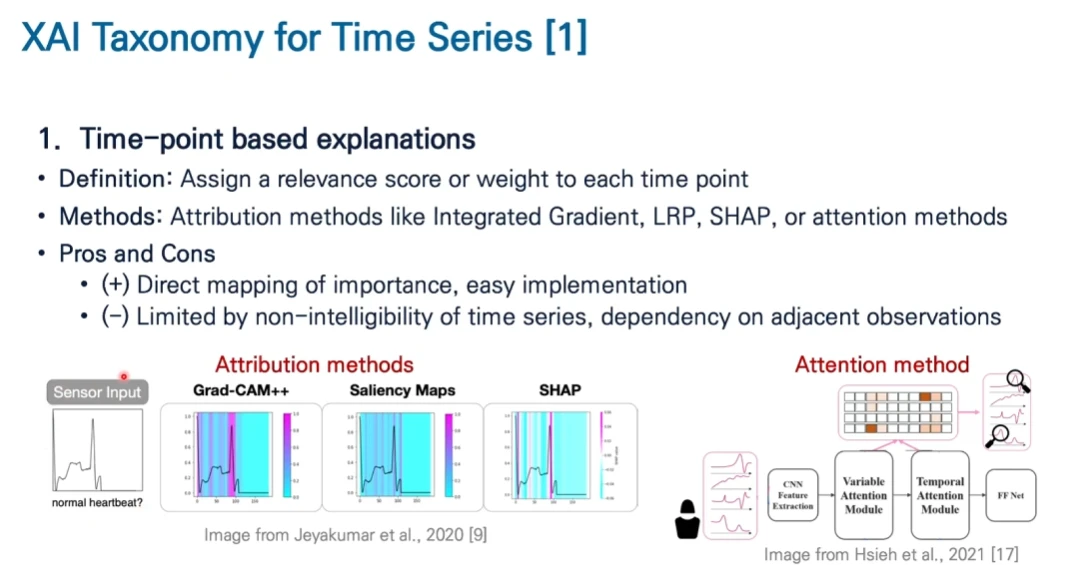 XAI Taxonomy for Time Series [1]
1. Time-point based explanations
• Definition: Assign a relevance score or weight to each time point
• Methods: Attribution methods like Integrated Gradient, LRP, SHAP, or attention methods
• Pros and Cons
• (+) Direct mapping of importance, easy implementation
• (-) Limited by non-intelligibility of time series, dependency on adjacent observations
Attribution methods
Sensor Input
normal heartbeat?
Grad-CAM++
Saliency Maps
SHAP
Image from Jeyakumar et al., 2020 [9]
Attention method
CNN
Feature
Extraction
Variable
Attention
Module
Temporal
Attention
Module
FF Net
Image from Hsieh et al., 2021 [17]